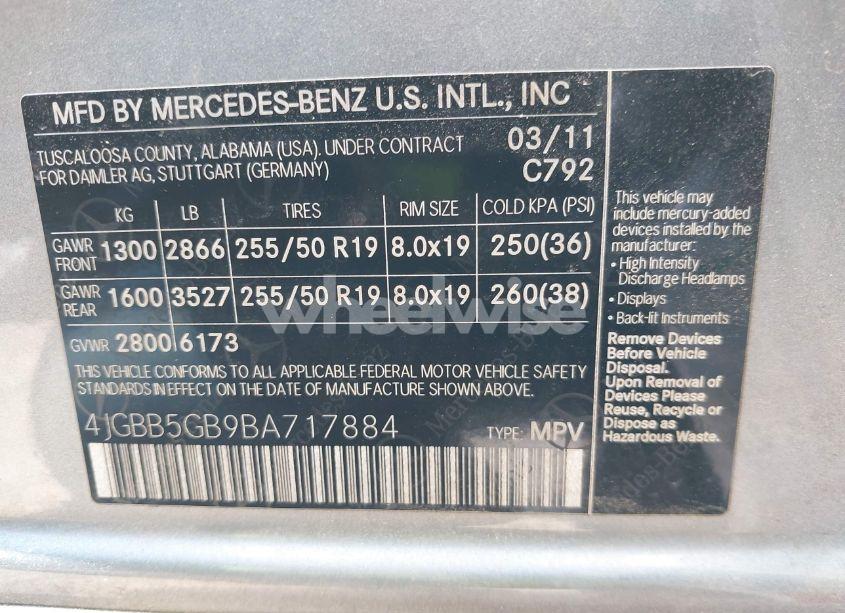 MFD BY MERCEDES-BENZ U.S. INTL., INC
TUSCALOOSA COUNTY, ALABAMA (USA), UNDER CONTRACT
FOR DAIMLER AG, STUTTGART (GERMANY)
03/11
C792
KG LB TIRES RIM SIZE COLD KPA (PSI)
GAWR FRONT 1300 2866 255/50 R19 8.0x19 250(36)
GAWR REAR 1600 3527 255/50 R19 8.0x19 260(38)
wheelwise
GVWR 2800 6173
THIS VEHICLE CONFORMS TO ALL APPLICABLE FEDERAL MOTOR VEHICLE SAFETY
STANDARDS IN EFFECT ON THE DATE OF MANUFACTURE SHOWN ABOVE.
4JGBB5GB9BA717884 TYPE: MPV
This vehicle may
include mercury-added
devices installed by the
manufacturer:
• High Intensity
Discharge Headlamps
• Displays
• Back-lit Instruments
Remove Devices
Before Vehicle
Disposal.
Upon Removal of
Devices Please
Reuse, Recycle or
Dispose as
Hazardous Waste.
Mercedes-Benz